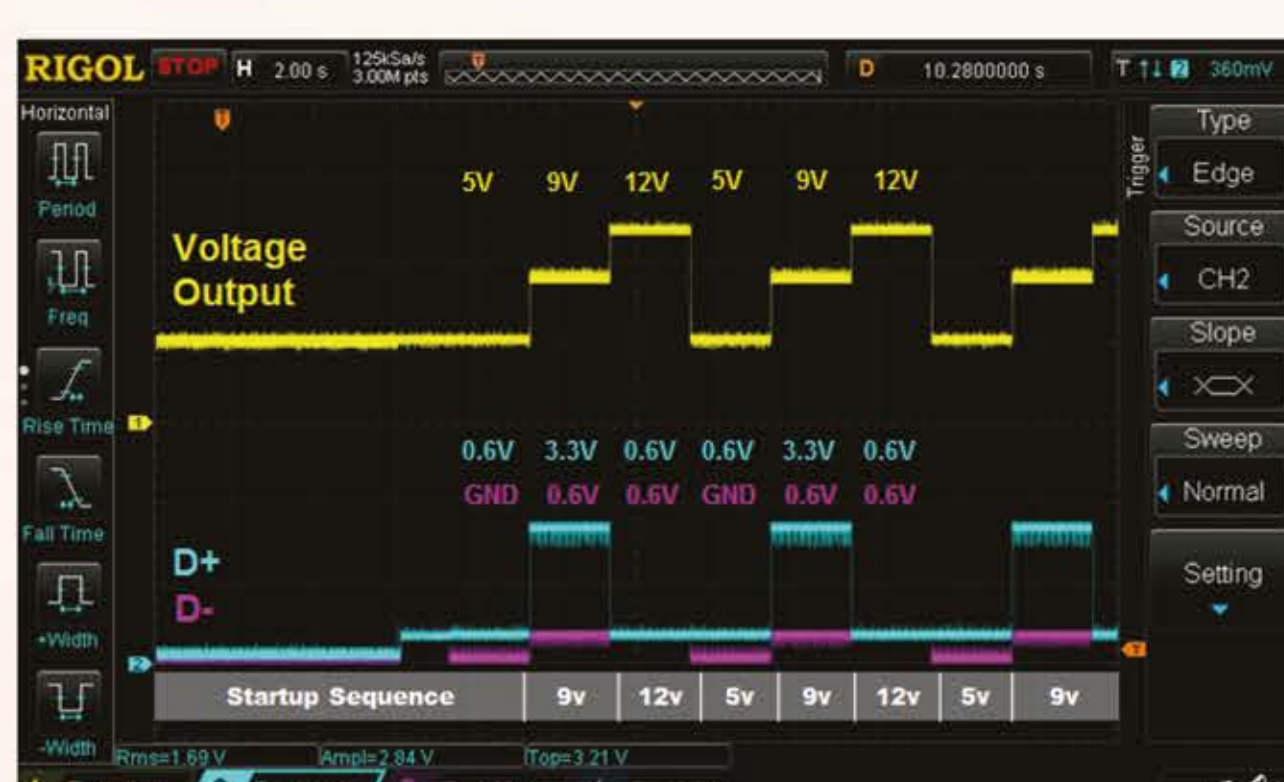 RIGOL STOP H 2.00 s 125kSa/s 3.00M pts T D 10.2800000 s T 2 360mV
Horizontal
Period
Freq
Rise Time
Fall Time
+Width
-Width
T
5V 9V 12V 5V 9V 12V
Voltage
Output
1
0.6V 3.3V 0.6V 0.6V 3.3V 0.6V
GND 0.6V 0.6V GND 0.6V 0.6V
D+
D-
2
T
Startup Sequence 9v 12v 5v 9v 12v 5v 9v
Rms=1.69 V Ampl=2.84 V Top=3.21 V
Trigger
Type
Edge
Source
CH2
Slope
Sweep
Normal
Setting